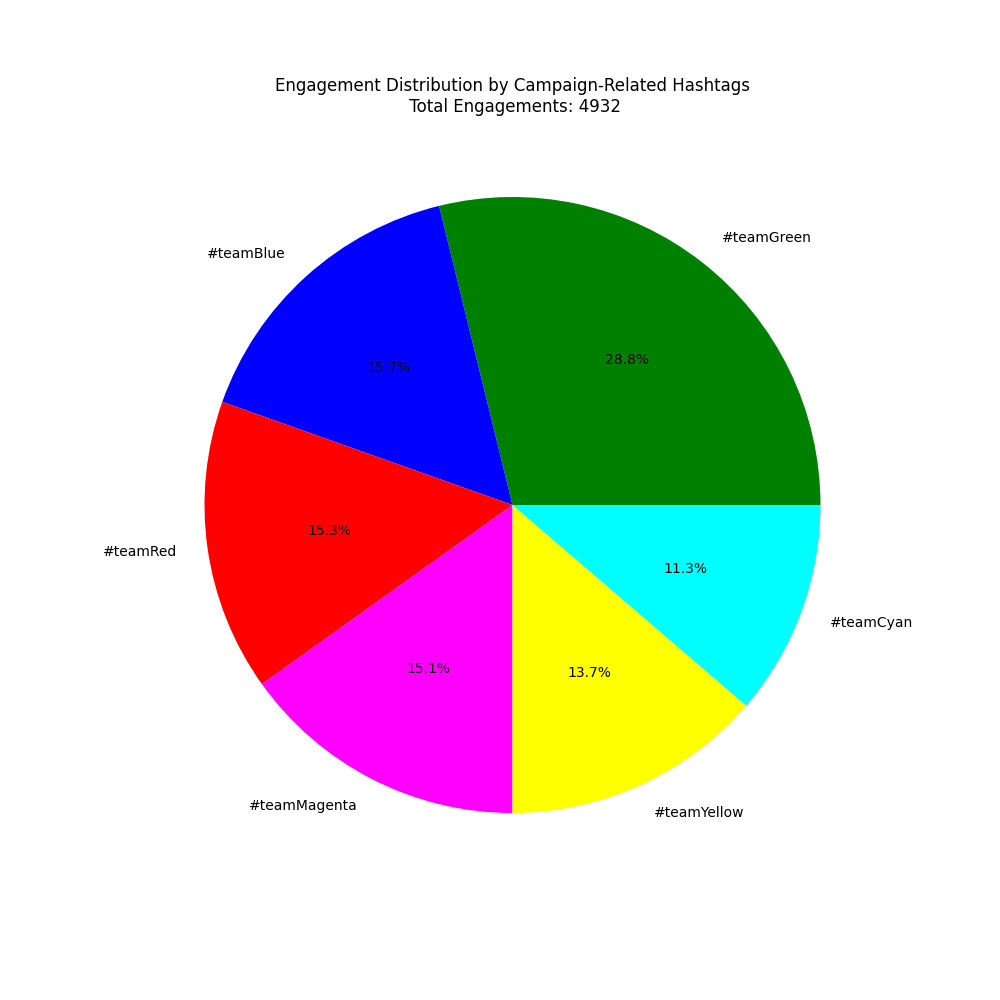 Engagement Distribution by Campaign-Related Hashtags
Total Engagements: 4932
#teamGreen
28.8%
#teamBlue
15.7%
#teamRed
15.3%
#teamMagenta
15.1%
#teamYellow
13.7%
#teamCyan
11.3%